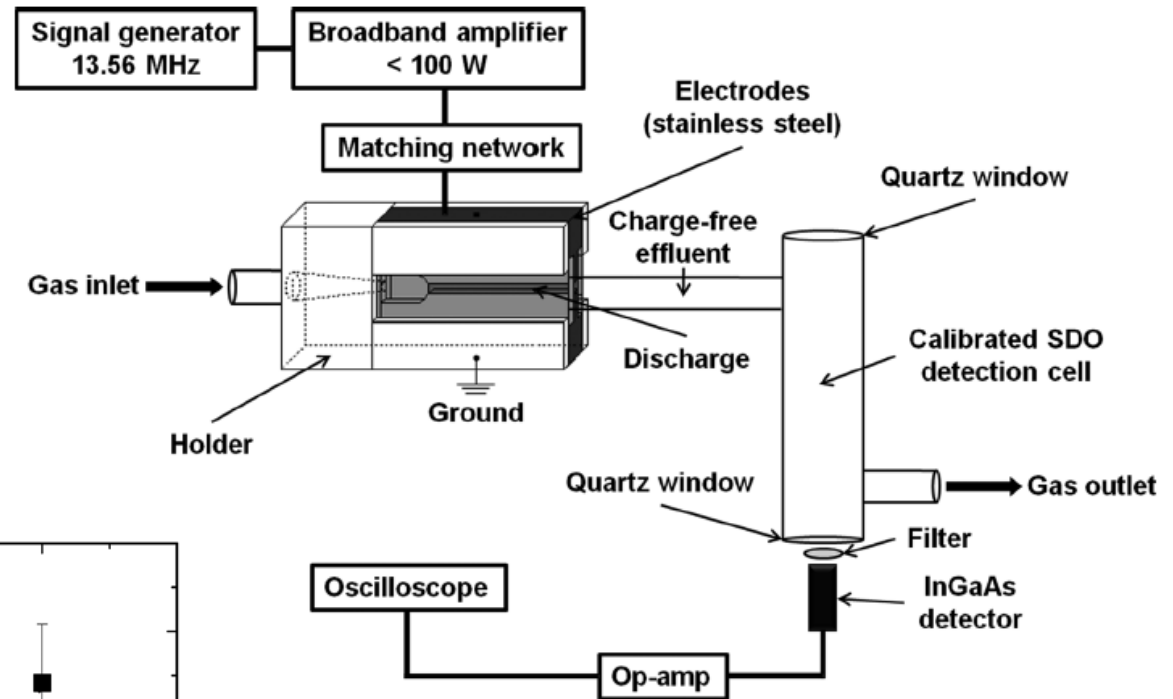 Signal generator
13.56 MHz
Broadband amplifier
< 100 W
Matching network
Electrodes
(stainless steel)
Quartz window
Charge-free
effluent
Gas inlet
Discharge
Calibrated SDO
detection cell
Ground
Holder
Quartz window
Gas outlet
Filter
Oscilloscope
InGaAs
detector
Op-amp